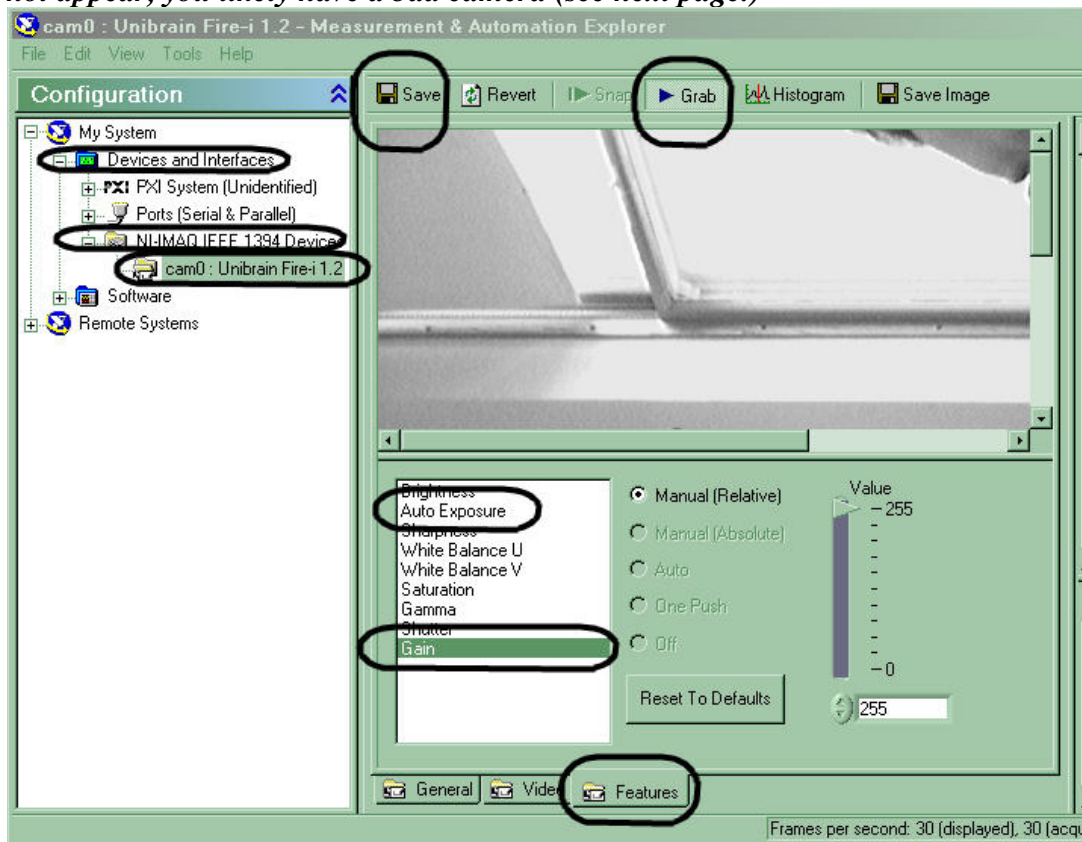 not appear, you likely have a bad camera (see next page.)
cam0 : Unibrain Fire-i 1.2 - Measurement & Automation Explorer
File Edit View Tools Help
Configuration
Save Revert Snap Grab Histogram Save Image
My System
Devices and Interfaces
PXI PXI System (Unidentified)
Ports (Serial & Parallel)
NI-IMAQ IEEE 1394 Devices
cam0 : Unibrain Fire-i 1.2
Software
Remote Systems
Brightness
Auto Exposure
Sharpness
White Balance U
White Balance V
Saturation
Gamma
Shutter
Gain
Manual (Relative)
Manual (Absolute)
Auto
One Push
Off
Reset To Defaults
Value
255
0
255
General Video Features
Frames per second: 30 (displayed), 30 (acqu